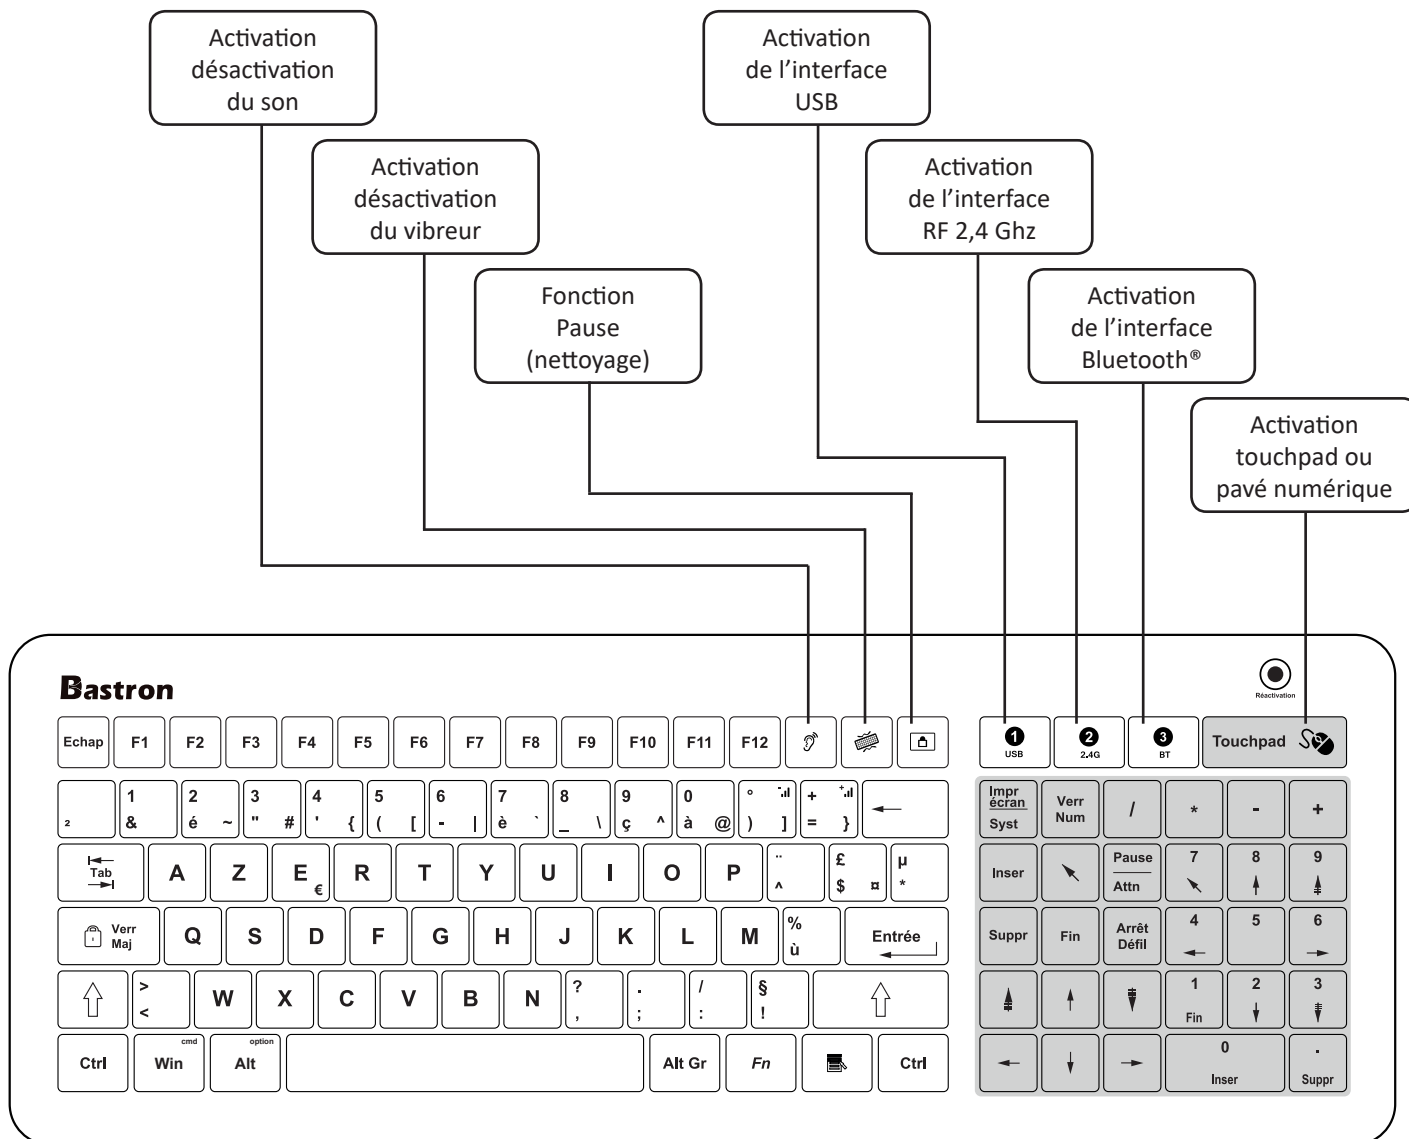 Activation
désactivation
du son
Activation
de l'interface
USB
Activation
désactivation
du vibreur
Activation
de l'interface
RF 2,4 Ghz
Fonction
Pause
(nettoyage)
Activation
de l'interface
Bluetooth®
Activation
touchpad ou
pavé numérique
Bastron
Réactivation
Echap F1 F2 F3 F4 F5 F6 F7 F8 F9 F10 F11 F12
1 USB 2 2.4G 3 BT Touchpad
1 2 3 4 5 6 7 8 9 0 ° - + +
² & é ~ " # ' { ( [ - | è ` _ \ ç ^ à @ ) ] = }
Impr
écran
Syst
Verr
Num
/ * - +
Tab A Z E € R T Y U I O P ¨ ^ £ $ ¤ µ *
Inser
Pause
Attn
7 8 9
Verr
Maj
Q S D F G H J K L M % ù Entrée
Suppr Fin
Arrêt
Défil
4 5 6
> < W X C V B N ? , . ; / : § !
1 2 3
Fin
Ctrl Win cmd Alt option Alt Gr Fn Ctrl
0 .
Inser Suppr